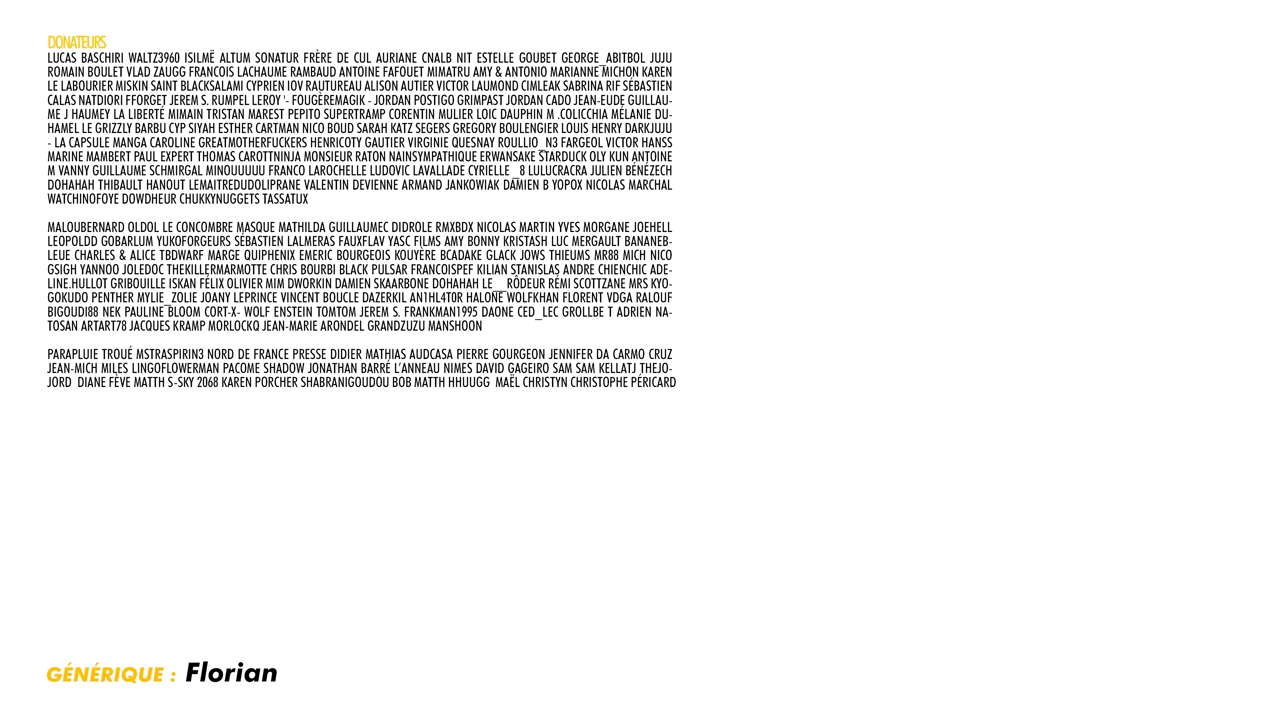 DONATEURS
LUCAS BASCHIRI WALTZ3960 ISILMË ALTUM SONATUR FRÈRE DE CUL AURIANE CNALB NIT ESTELLE GOUBET GEORGE_ABITBOL JUJU
ROMAIN BOULET VLAD ZAUGG FRANCOIS LACHAUME RAMBAUD ANTOINE FAFOUET MIMATRU AMY & ANTONIO MARIANNE MICHON KAREN
LE LABOURIER MISKIN SAINT BLACKSALAMI CYPRIEN IOV RAUTUREAU ALISON AUTIER VICTOR LAUMOND CIMLEAK SABRINA RIF SÉBASTIEN
CALAS NATDIORI FFORGET JEREM S. RUMPEL LEROY '- FOUGÈREMAGIK - JORDAN POSTIGO GRIMPAST JORDAN CADO JEAN-EUDE GUILLAU-
ME J HAUMEY LA LIBERTÉ MIMAIN TRISTAN MAREST PEPITO SUPERTRAMP CORENTIN MULIER LOIC DAUPHIN M .COLICCHIA MÉLANIE DU-
HAMEL LE GRIZZLY BARBU CYP SIYAH ESTHER CARTMAN NICO BOUD SARAH KATZ SEGERS GREGORY BOULENGIER LOUIS HENRY DARKJUJU
- LA CAPSULE MANGA CAROLINE GREATMOTHERFUCKERS HENRICOTY GAUTIER VIRGINIE QUESNAY ROULLIO_N3 FARGEOL VICTOR HANSS
MARINE MAMBERT PAUL EXPERT THOMAS CAROTTNINJA MONSIEUR RATON NAINSYMPATHIQUE ERWANSAKE STARDUCK OLY KUN ANTOINE
M VANNY GUILLAUME SCHMIRGAL MINOUUUUU FRANCO LAROCHELLE LUDOVIC LAVALLADE CYRIELLE _8 LULUCRACRA JULIEN BÉNÉZECH
DOHAHAH THIBAULT HANOUT LEMAITREDUDOLIPRANE VALENTIN DEVIENNE ARMAND JANKOWIAK DAMIEN B YOPOX NICOLAS MARCHAL
WATCHINOFOYE DOWDHEUR CHUKKYNUGGETS TASSATUX
MALOUBERNARD OLDOL LE CONCOMBRE MASQUE MATHILDA GUILLAUMEC DIDROLE RMXBDX NICOLAS MARTIN YVES MORGANE JOEHELL
LEOPOLDD GOBARLUM YUKOFORGEURS SÉBASTIEN LALMERAS FAUXFLAV YASC FILMS AMY BONNY KRISTASH LUC MERGAULT BANANEB-
LEUE CHARLES & ALICE TBDWARF MARGE QUIPHENIX EMERIC BOURGEOIS KOUYÈRE BCADAKE GLACK JOWS THIEUMS MR88 MICH NICO
GSIGH YANNOO JOLEDOC THEKILLERMARMOTTE CHRIS BOURBI BLACK PULSAR FRANCOISPEF KILIAN STANISLAS ANDRE CHIENCHIC ADE-
LINE.HULLOT GRIBOUILLE ISKAN FÉLIX OLIVIER MIM DWORKIN DAMIEN SKAARBONE DOHAHAH LE__RÔDEUR RÉMI SCOTTZANE MRS KYO-
GOKUDO PENTHER MYLIE_ZOLIE JOANY LEPRINCE VINCENT BOUCLE DAZERKIL AN1HL4T0R HALONE WOLFKHAN FLORENT VDGA RALOUF
BIGOUDI88 NEK PAULINE BLOOM CORT-X- WOLF ENSTEIN TOMTOM JEREM S. FRANKMAN1995 DAONE CED_LEC GROLLBE T ADRIEN NA-
TOSAN ARTART78 JACQUES KRAMP MORLOCKQ JEAN-MARIE ARONDEL GRANDZUZU MANSHOON
PARAPLUIE TROUÉ MSTRASPIRIN3 NORD DE FRANCE PRESSE DIDIER MATHIAS AUDCASA PIERRE GOURGEON JENNIFER DA CARMO CRUZ
JEAN-MICH MILES LINGOFLOWERMAN PACOME SHADOW JONATHAN BARRÉ L'ANNEAU NIMES DAVID GAGEIRO SAM SAM KELLATJ THEJO-
JORD  DIANE FÈVE MATTH S-SKY 2068 KAREN PORCHER SHABRANIGOUDOU BOB MATTH HHUUGG  MAËL CHRISTYN CHRISTOPHE PÉRICARD
GÉNÉRIQUE : Florian